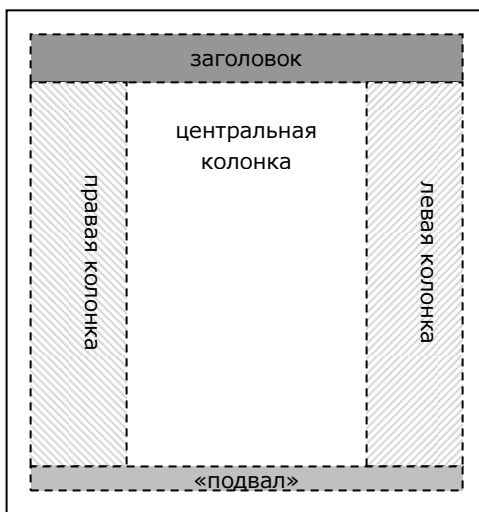 заголовок
центральная
колонка
правая колонка
левая колонка
«подвал»